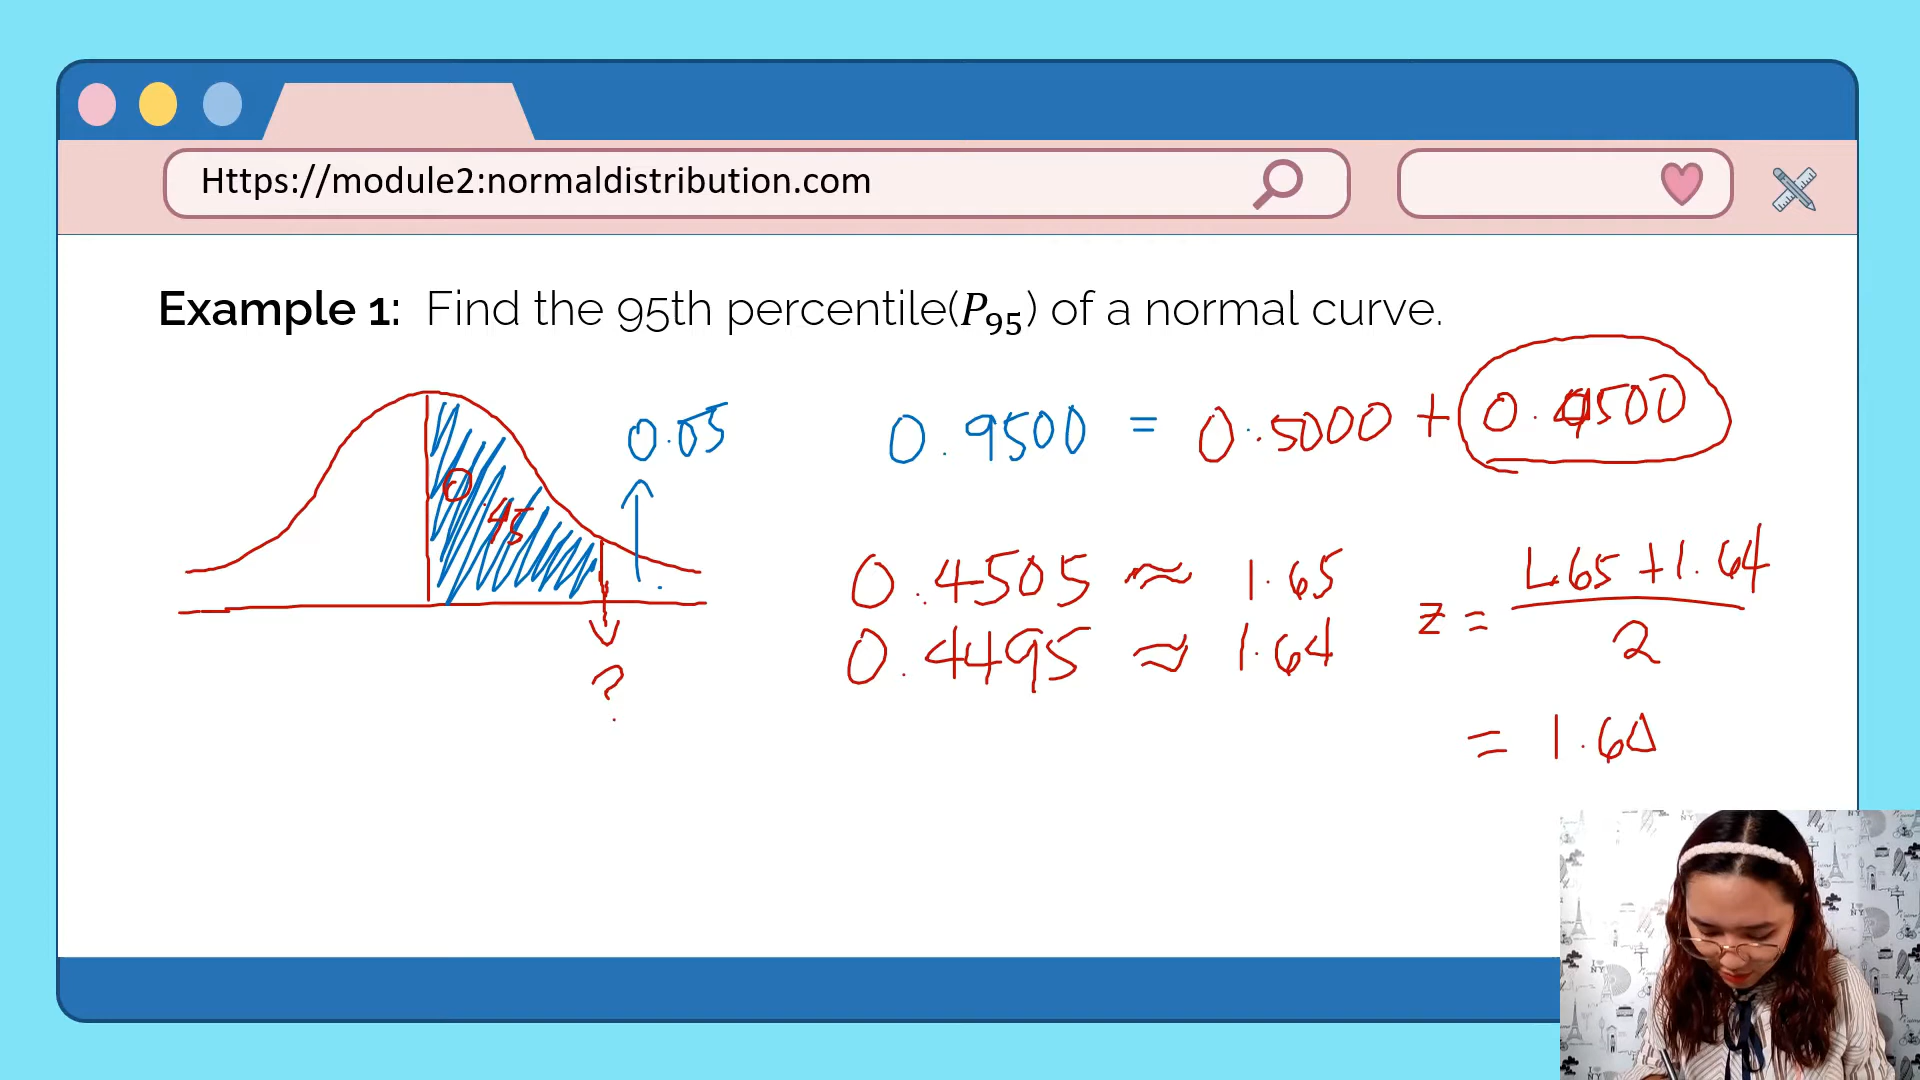 Https://module2:normaldistribution.com
Example 1: Find the 95th percentile(P₉₅) of a normal curve.
0.05
0.9500 = 0.5000 + 0.4500
0.45
0.4505 ≈ 1.65
0.4495 ≈ 1.64
z = 1.65 + 1.64
2
?
= 1.64